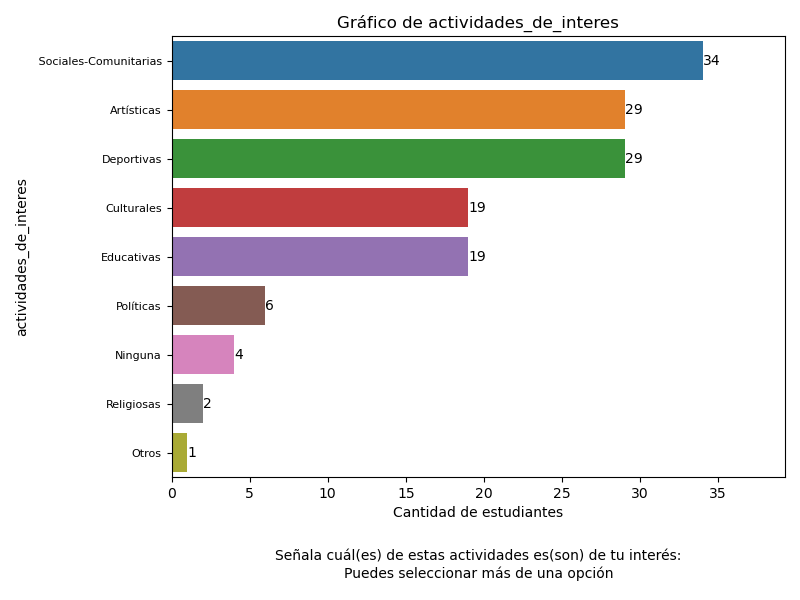 Gráfico de actividades_de_interes
Sociales-Comunitarias 34
Artísticas 29
Deportivas 29
Culturales 19
Educativas 19
Políticas 6
Ninguna 4
Religiosas 2
Otros 1
actividades_de_interes
0 5 10 15 20 25 30 35
Cantidad de estudiantes
Señala cuál(es) de estas actividades es(son) de tu interés:
Puedes seleccionar más de una opción